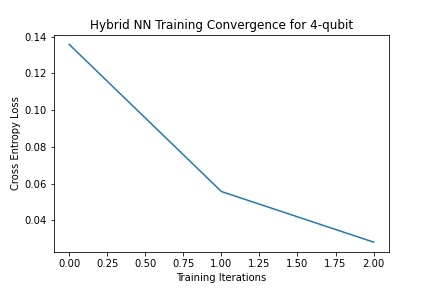 Hybrid NN Training Convergence for 4-qubit
0.14
0.12
0.10
0.08
0.06
0.04
Cross Entropy Loss
0.00 0.25 0.50 0.75 1.00 1.25 1.50 1.75 2.00
Training Iterations